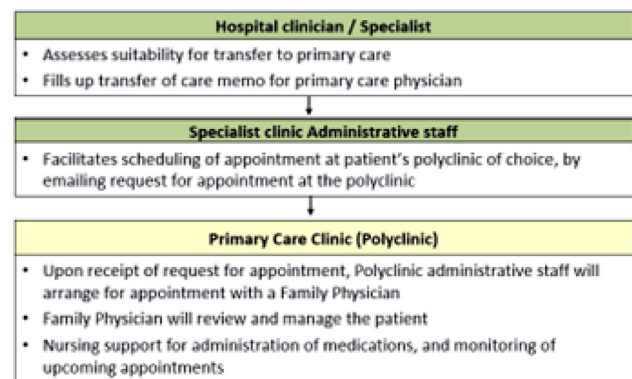 Hospital clinician / Specialist
• Assesses suitability for transfer to primary care
• Fills up transfer of care memo for primary care physician
Specialist clinic Administrative staff
• Facilitates scheduling of appointment at patient's polyclinic of choice, by
emailing request for appointment at the polyclinic
Primary Care Clinic (Polyclinic)
• Upon receipt of request for appointment, Polyclinic administrative staff will
arrange for appointment with a Family Physician
• Family Physician will review and manage the patient
• Nursing support for administration of medications, and monitoring of
upcoming appointments